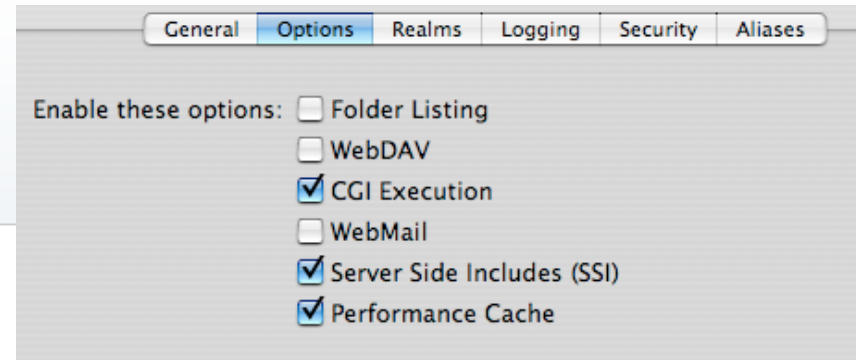 General Options Realms Logging Security Aliases
Enable these options: Folder Listing
WebDAV
CGI Execution
WebMail
Server Side Includes (SSI)
Performance Cache